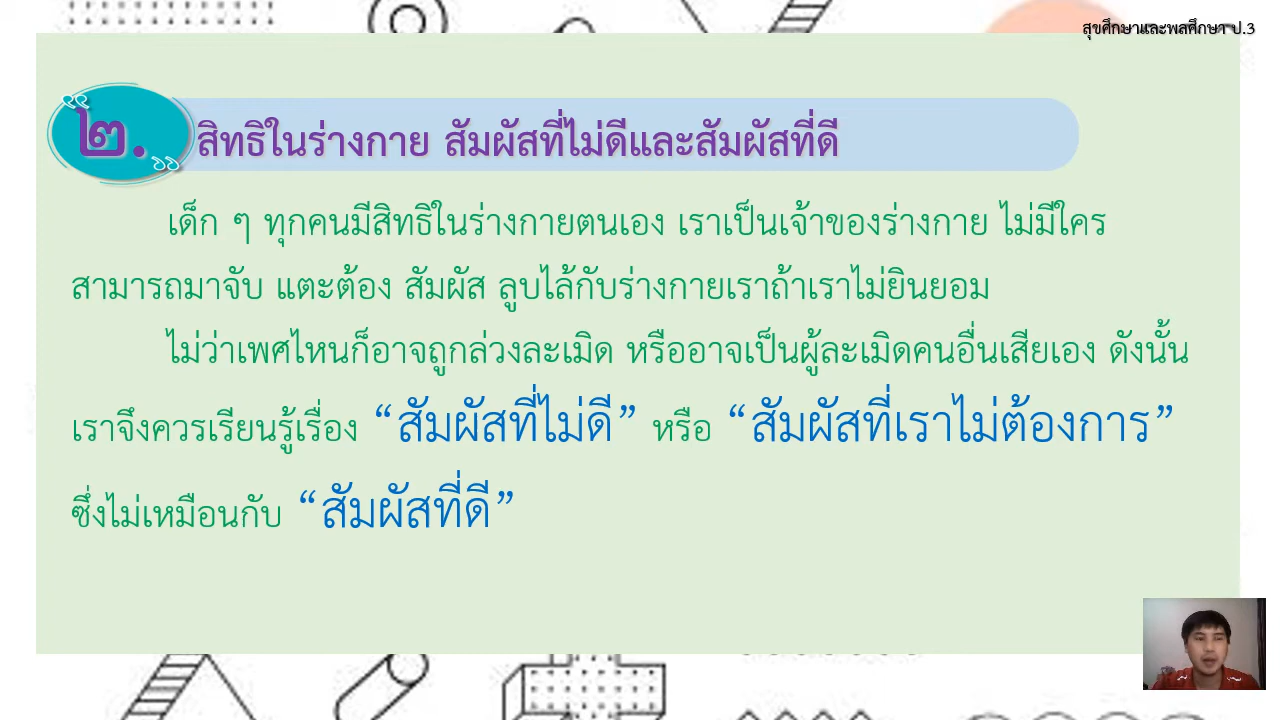 สุขศึกษาและพลศึกษา ป.3
๒.
สิทธิในร่างกาย สัมผัสที่ไม่ดีและสัมผัสที่ดี
เด็ก ๆ ทุกคนมีสิทธิในร่างกายตนเอง เราเป็นเจ้าของร่างกาย ไม่มีใคร
สามารถมาจับ แตะต้อง สัมผัส ลูบไล้กับร่างกายเราถ้าเราไม่ยินยอม
ไม่ว่าเพศไหนก็อาจถูกล่วงละเมิด หรืออาจเป็นผู้ละเมิดคนอื่นเสียเอง ดังนั้น
เราจึงควรเรียนรู้เรื่อง “สัมผัสที่ไม่ดี” หรือ “สัมผัสที่เราไม่ต้องการ”
ซึ่งไม่เหมือนกับ “สัมผัสที่ดี”